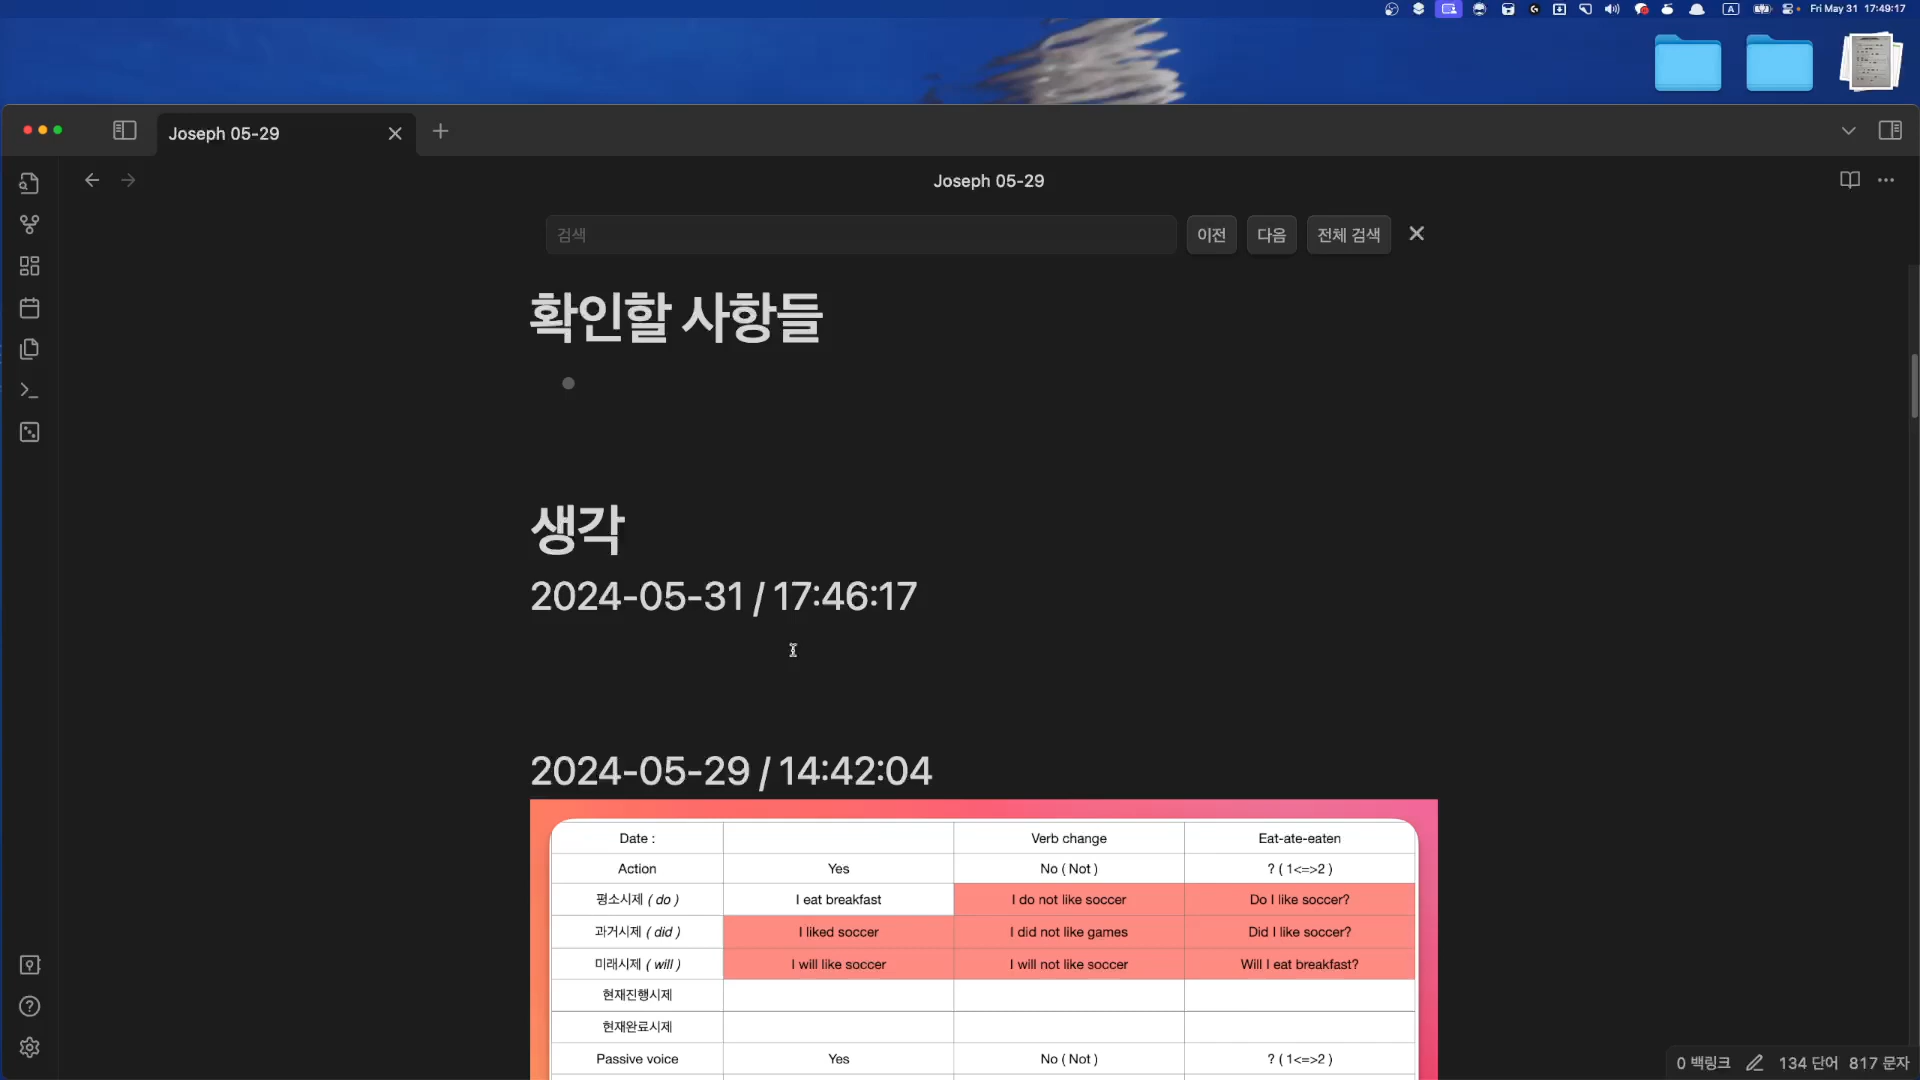 Fri May 31 17:49:17
Joseph 05-29
Joseph 05-29
검색
이전
다음
전체 검색
확인할 사항들
생각
2024-05-31 / 17:46:17
2024-05-29 / 14:42:04
Date : Verb change Eat-ate-eaten
Action Yes No ( Not ) ? ( 1<=>2 )
평소시제 ( do ) I eat breakfast I do not like soccer Do I like soccer?
과거시제 ( did ) I liked soccer I did not like games Did I like soccer?
미래시제 ( will ) I will like soccer I will not like soccer Will I eat breakfast?
현재진행시제
현재완료시제
Passive voice Yes No ( Not ) ? ( 1<=>2 )
0 백링크 134 단어 817 문자